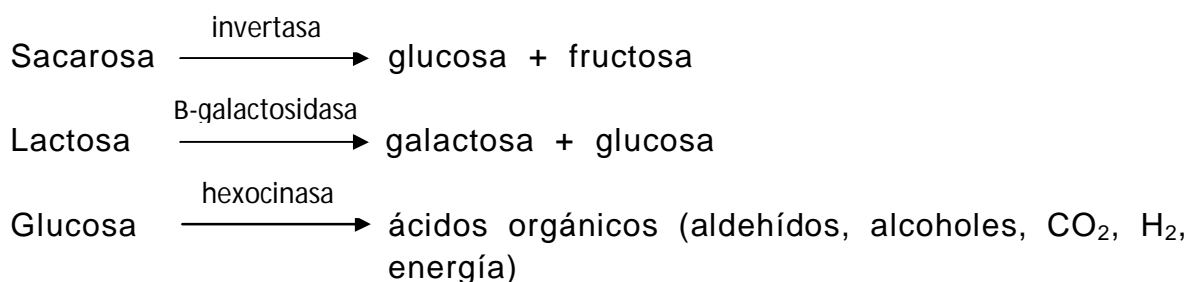 invertasa
Sacarosa → glucosa + fructosa
B-galactosidasa
Lactosa → galactosa + glucosa
hexocinasa
Glucosa → ácidos orgánicos (aldehídos, alcoholes, CO₂, H₂,
energía)